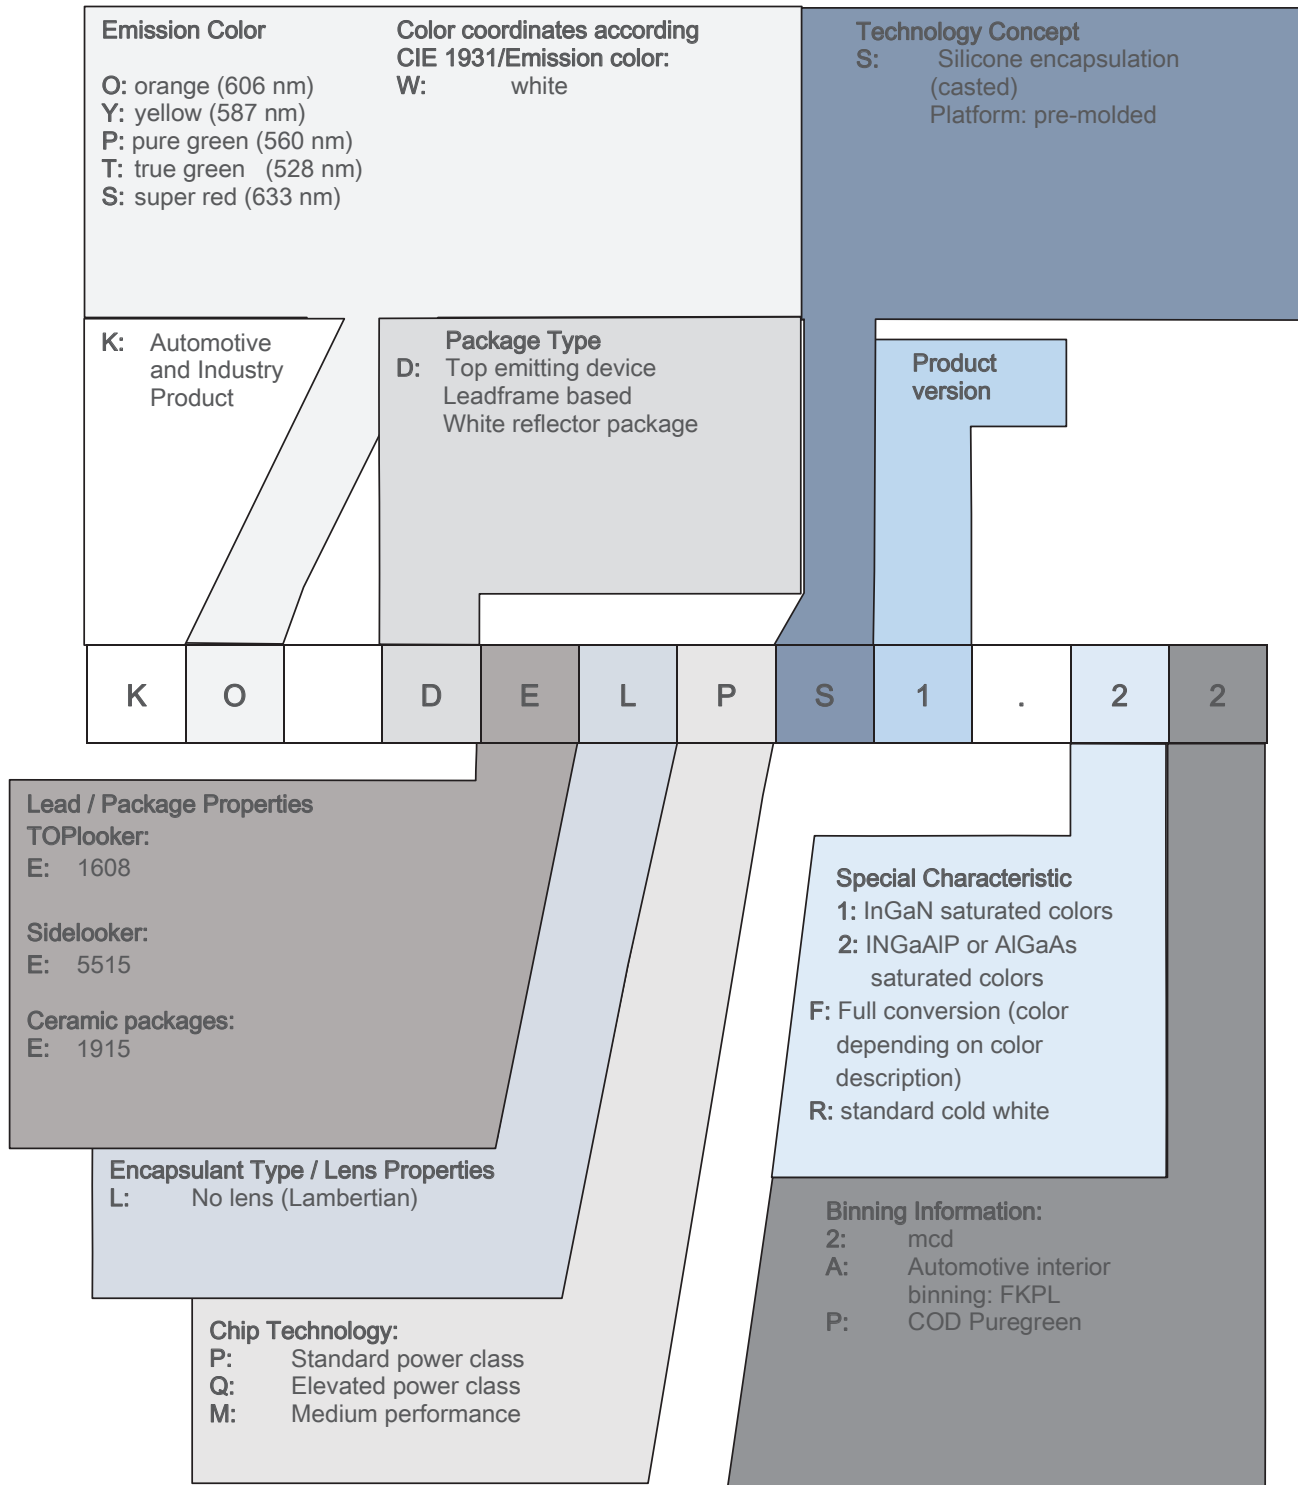 Emission Color
O: orange (606 nm)
Y: yellow (587 nm)
P: pure green (560 nm)
T: true green (528 nm)
S: super red (633 nm)
Color coordinates according
CIE 1931/Emission color:
W: white
Technology Concept
S: Silicone encapsulation
(casted)
Platform: pre-molded
K: Automotive
and Industry
Product
Package Type
D: Top emitting device
Leadframe based
White reflector package
Product
version
K O D E L P S 1 . 2 2
Lead / Package Properties
TOPlooker:
E: 1608
Sidelooker:
E: 5515
Ceramic packages:
E: 1915
Encapsulant Type / Lens Properties
L: No lens (Lambertian)
Chip Technology:
P: Standard power class
Q: Elevated power class
M: Medium performance
Special Characteristic
1: InGaN saturated colors
2: INGaAlP or AlGaAs
saturated colors
F: Full conversion (color
depending on color
description)
R: standard cold white
Binning Information:
2: mcd
A: Automotive interior
binning: FKPL
P: COD Puregreen